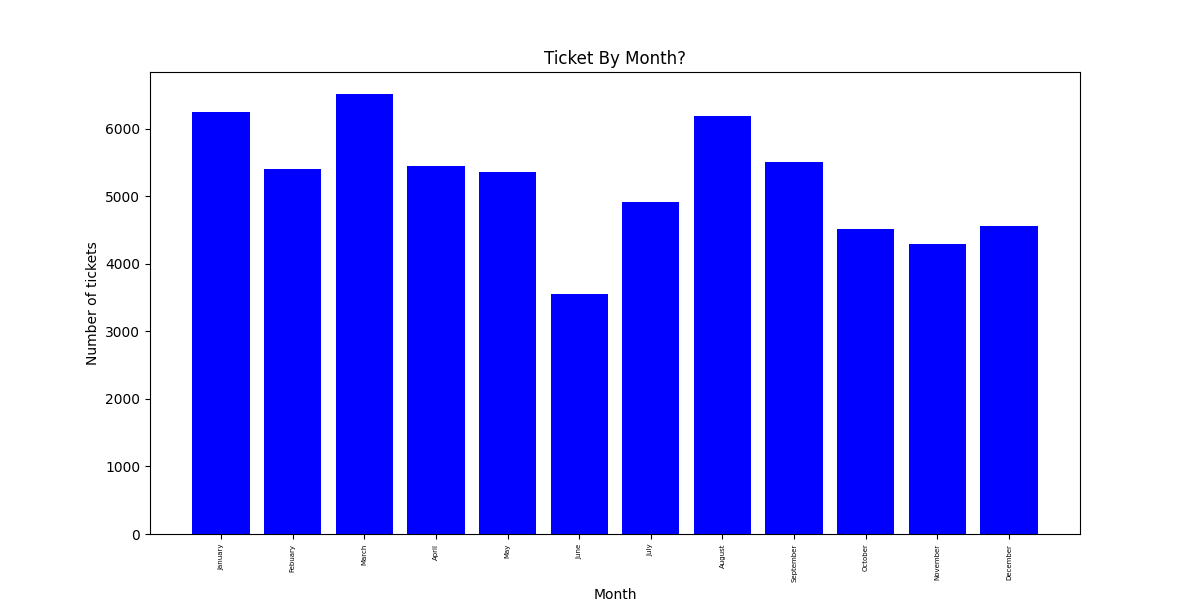 Ticket By Month?
Number of tickets
6000
5000
4000
3000
2000
1000
0
January
Febuary
March
April
May
June
July
August
September
October
November
December
Month